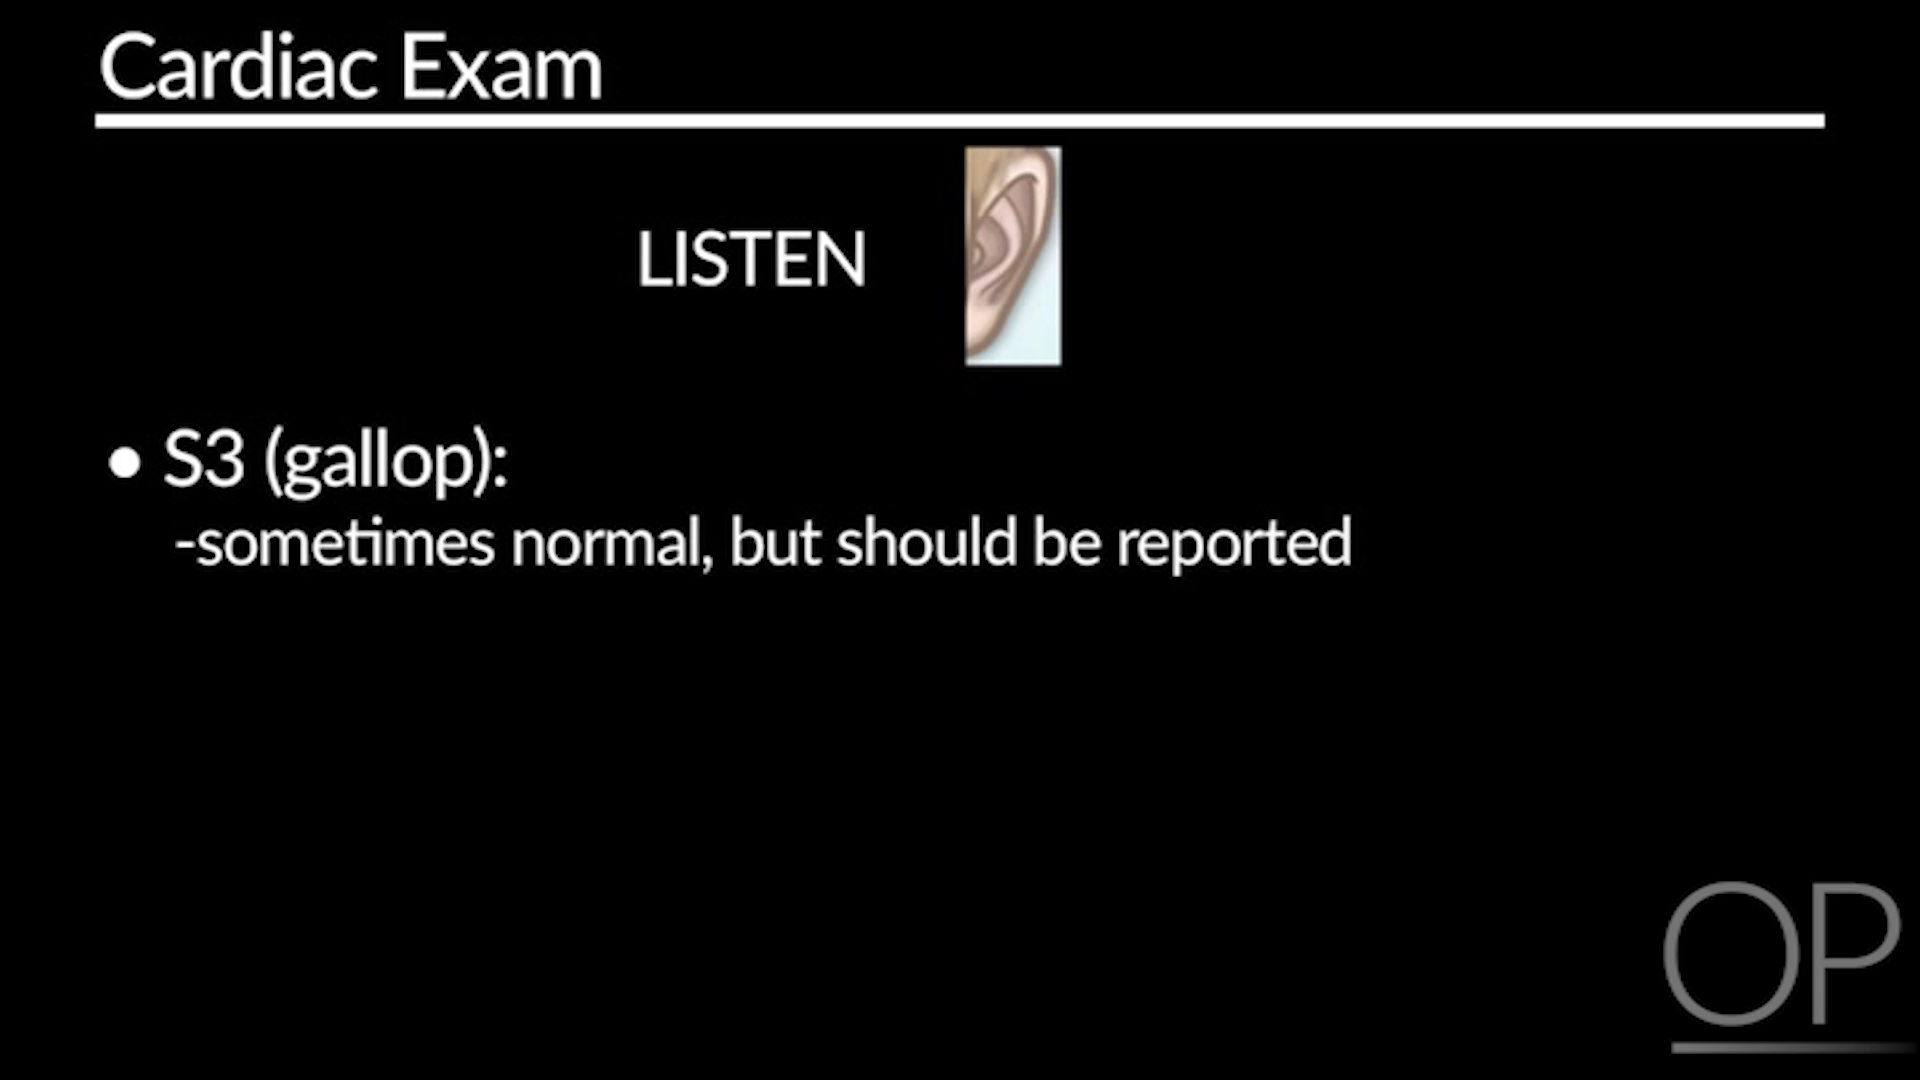 Cardiac Exam
LISTEN
• S3 (gallop):
-sometimes normal, but should be reported
OP